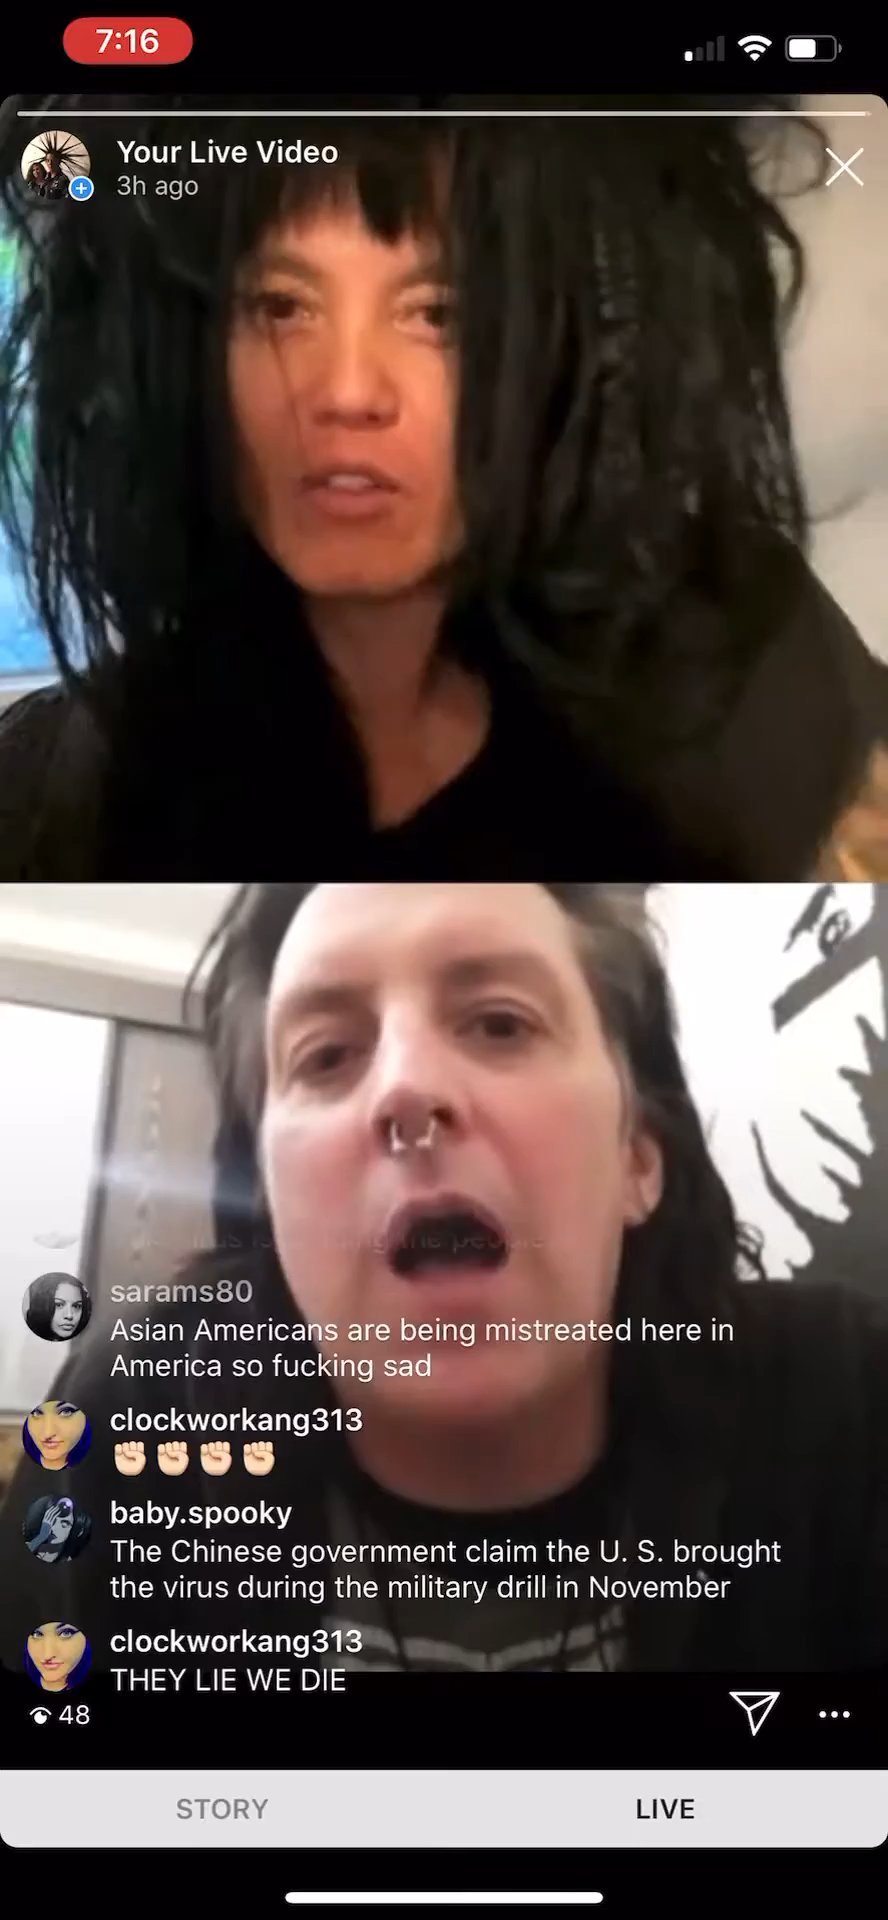 7:16
Your Live Video
3h ago
sarams80
Asian Americans are being mistreated here in
America so fucking sad
clockworkang313
✊🏻 ✊🏻 ✊🏻 ✊🏻
baby.spooky
The Chinese government claim the U. S. brought
the virus during the military drill in November
clockworkang313
THEY LIE WE DIE
48
STORY
LIVE